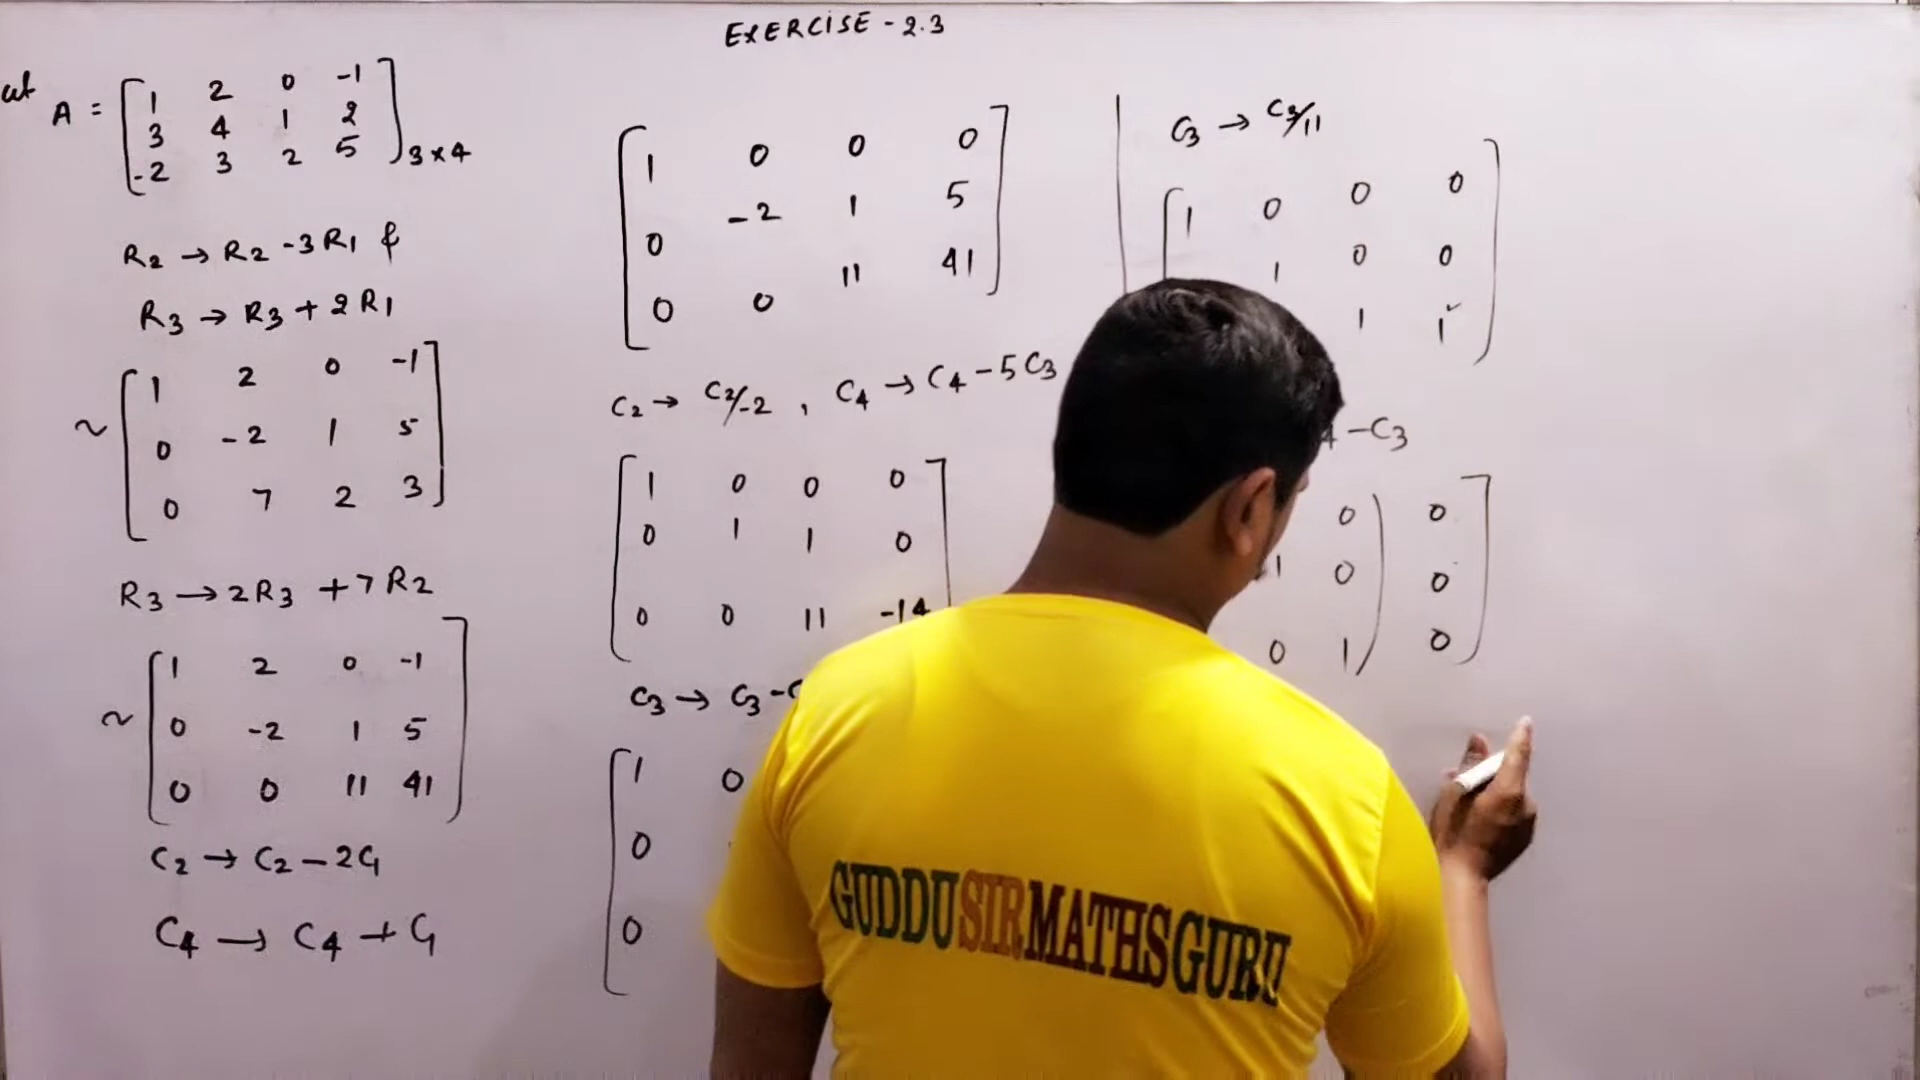 EXERCISE - 2.3
A = [1 2 0 -1
3 4 1 2
-2 3 2 5] 3×4
R2 → R2 -3R1 &
R3 → R3 + 2R1
~ [1 2 0 -1
0 -2 1 5
0 7 2 3]
R3 → 2R3 +7R2
~ [1 2 0 -1
0 -2 1 5
0 0 11 41]
C2 → C2 - 2C1
C4 → C4 + C1
[1 0 0 0
0 -2 1 5
0 0 11 41]
C2 → C2/-2 , C4 → C4 - 5C3
[1 0 0 0
0 1 1 0
0 0 11 -14
C3 → C3 -
[1 0
0
0
C3 → C3/11
[1 0 0 0
1 0 0
1 1]
4 - C3
0) 0
1 0 0
0 1) 0]
GUDDUSIRMATHSGURU